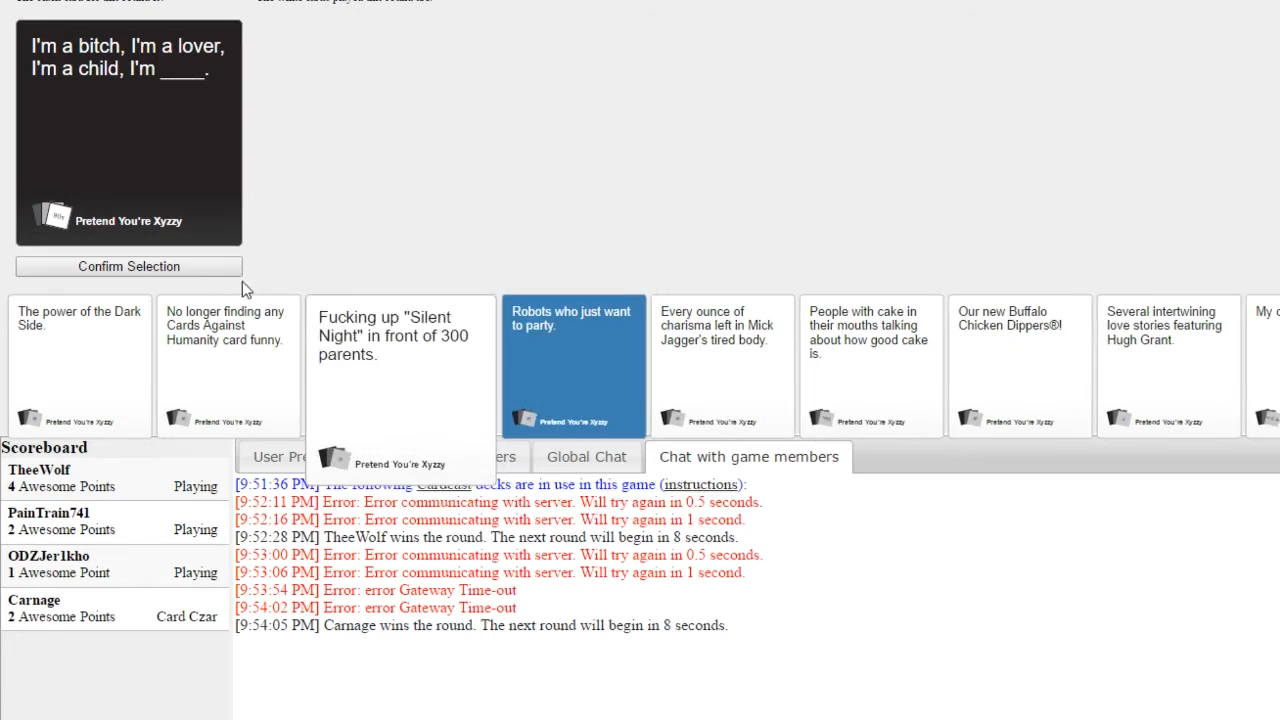 I'm a bitch, I'm a lover,
I'm a child, I'm ____.
90s
Pretend You're Xyzzy
Confirm Selection
The power of the Dark
Side.
Pretend You're Xyzzy
No longer finding any
Cards Against
Humanity card funny.
Pretend You're Xyzzy
Fucking up "Silent
Night" in front of 300
parents.
Pretend You're Xyzzy
Robots who just want
to party.
Pretend You're Xyzzy
Every ounce of
charisma left in Mick
Jagger's tired body.
Pretend You're Xyzzy
People with cake in
their mouths talking
about how good cake
is.
Pretend You're Xyzzy
Our new Buffalo
Chicken Dippers®!
Pretend You're Xyzzy
Several intertwining
love stories featuring
Hugh Grant.
Pretend You're Xyzzy
My
Scoreboard
TheeWolf
4 Awesome Points Playing
PainTrain741
2 Awesome Points Playing
ODZJer1kho
1 Awesome Point Playing
Carnage
2 Awesome Points Card Czar
User Pre
ers
Global Chat
Chat with game members
[9:51:36 PM] The following Cardcast decks are in use in this game (instructions):
[9:52:11 PM] Error: Error communicating with server. Will try again in 0.5 seconds.
[9:52:16 PM] Error: Error communicating with server. Will try again in 1 second.
[9:52:28 PM] TheeWolf wins the round. The next round will begin in 8 seconds.
[9:53:00 PM] Error: Error communicating with server. Will try again in 0.5 seconds.
[9:53:06 PM] Error: Error communicating with server. Will try again in 1 second.
[9:53:54 PM] Error: error Gateway Time-out
[9:54:02 PM] Error: error Gateway Time-out
[9:54:05 PM] Carnage wins the round. The next round will begin in 8 seconds.